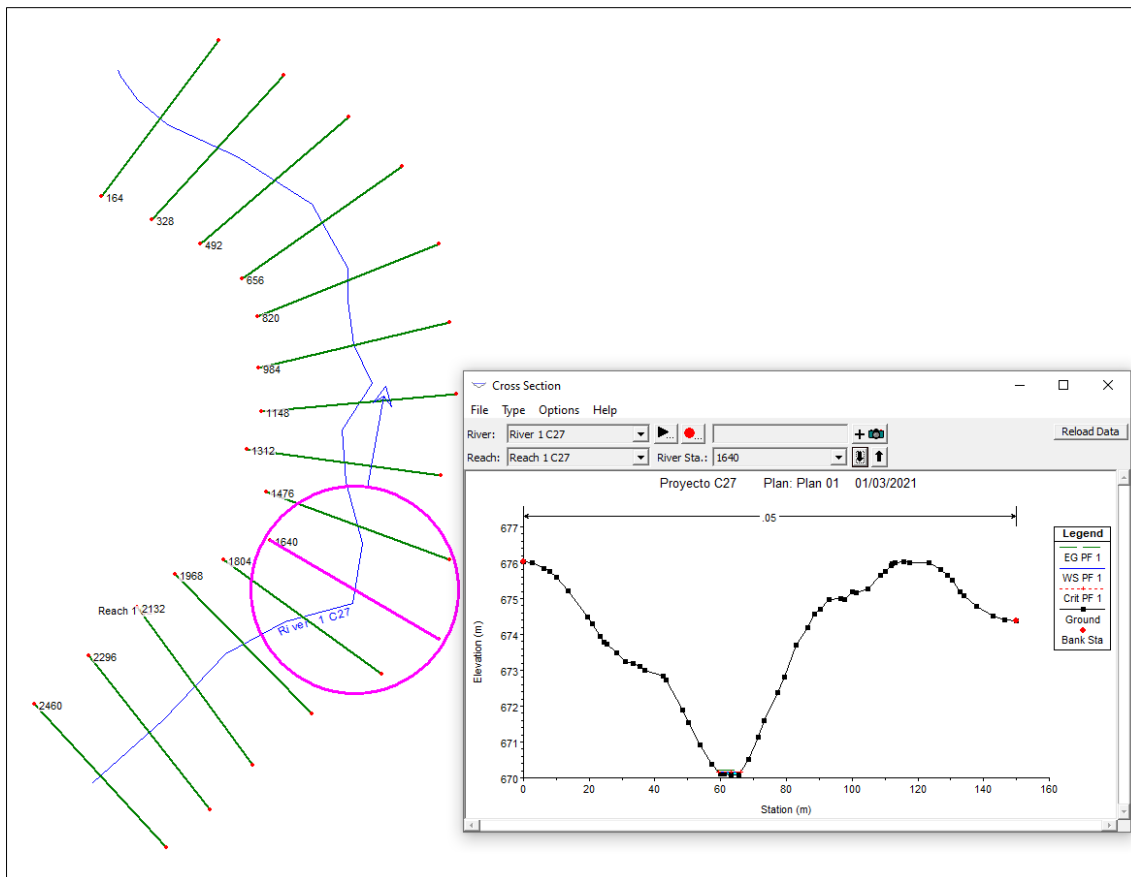 164
328
492
656
820
984
1148
1312
1476
1640
1804
1968
Reach 1
2132
2296
2460
River 1 C27
Cross Section
File Type Options Help
River: River 1 C27
... ...
+
Reload Data
Reach: Reach 1 C27 River Sta.: 1640
Proyecto C27 Plan: Plan 01 01/03/2021
.05
677
676
675
674
673
672
671
670
Elevation (m)
0 20 40 60 80 100 120 140 160
Station (m)
Legend
EG PF 1
WS PF 1
Crit PF 1
Ground
Bank Sta